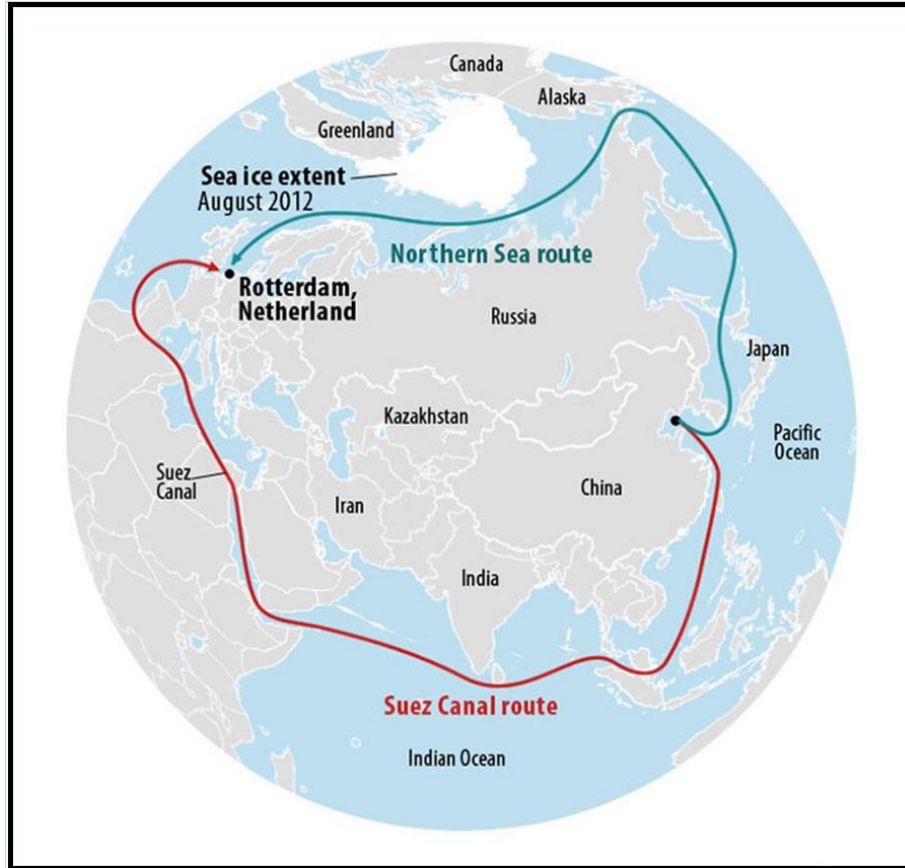 Canada
Alaska
Greenland
Sea ice extent
August 2012
Northern Sea route
Rotterdam,
Netherland
Russia
Japan
Kazakhstan
Pacific
Ocean
Suez
Canal
Iran
China
India
Suez Canal route
Indian Ocean